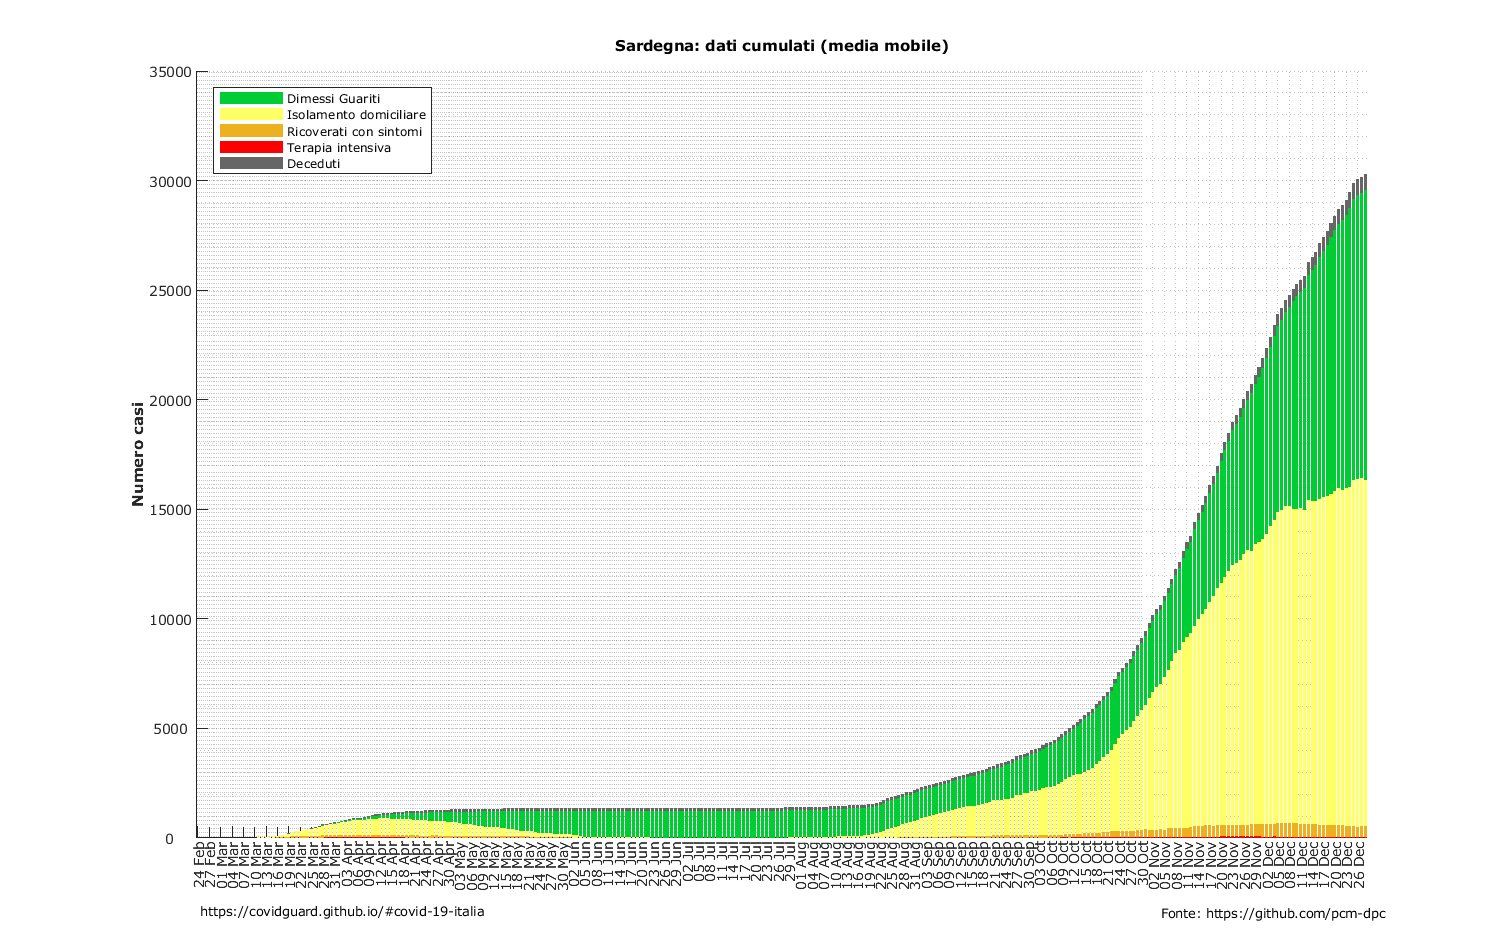 Sardegna: dati cumulati (media mobile)
35000
30000
25000
20000
15000
10000
5000
0
Numero casi
Dimessi Guariti
Isolamento domiciliare
Ricoverati con sintomi
Terapia intensiva
Deceduti
24 Feb
27 Feb
01 Mar
04 Mar
07 Mar
10 Mar
13 Mar
16 Mar
19 Mar
22 Mar
25 Mar
28 Mar
31 Mar
03 Apr
06 Apr
09 Apr
12 Apr
15 Apr
18 Apr
21 Apr
24 Apr
27 Apr
30 Apr
03 May
06 May
09 May
12 May
15 May
18 May
21 May
24 May
27 May
30 May
02 Jun
05 Jun
08 Jun
11 Jun
14 Jun
17 Jun
20 Jun
23 Jun
26 Jun
29 Jun
02 Jul
05 Jul
08 Jul
11 Jul
14 Jul
17 Jul
20 Jul
23 Jul
26 Jul
29 Jul
01 Aug
04 Aug
07 Aug
10 Aug
13 Aug
16 Aug
19 Aug
22 Aug
25 Aug
28 Aug
31 Aug
03 Sep
06 Sep
09 Sep
12 Sep
15 Sep
18 Sep
21 Sep
24 Sep
27 Sep
30 Sep
03 Oct
06 Oct
09 Oct
12 Oct
15 Oct
18 Oct
21 Oct
24 Oct
27 Oct
30 Oct
02 Nov
05 Nov
08 Nov
11 Nov
14 Nov
17 Nov
20 Nov
23 Nov
26 Nov
29 Nov
02 Dec
05 Dec
08 Dec
11 Dec
14 Dec
17 Dec
20 Dec
23 Dec
26 Dec
https://covidguard.github.io/#covid-19-italia
Fonte: https://github.com/pcm-dpc